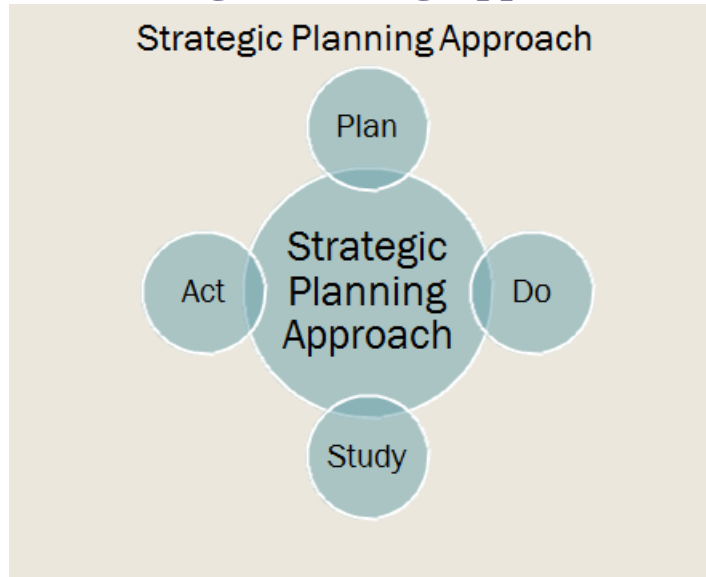 Strategic Planning Approach
Plan
Act
Strategic
Planning
Approach
Do
Study